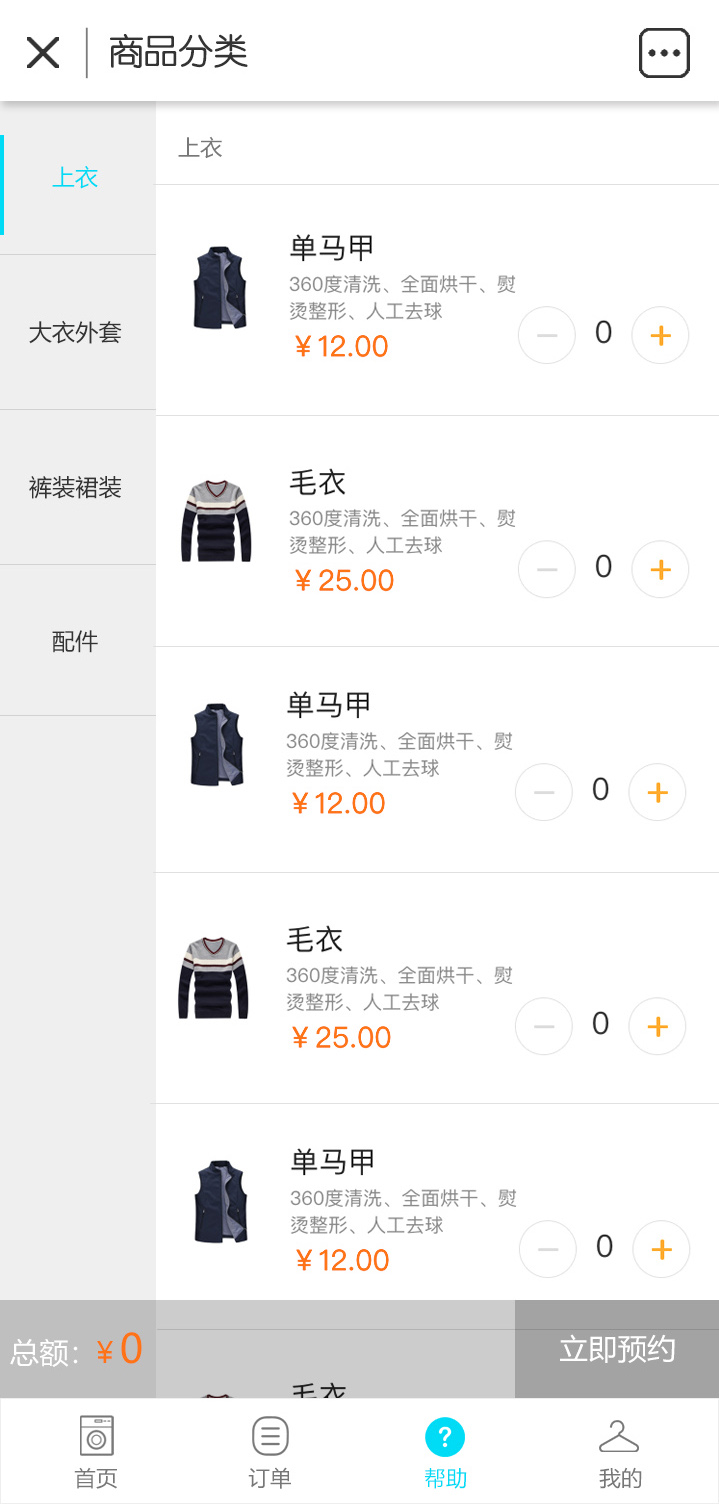 商品分类
上衣
大衣外套
裤装裙装
配件
上衣
单马甲
360度清洗、全面烘干、熨
烫整形、人工去球
￥12.00
0
毛衣
360度清洗、全面烘干、熨
烫整形、人工去球
￥25.00
0
单马甲
360度清洗、全面烘干、熨
烫整形、人工去球
￥12.00
0
毛衣
360度清洗、全面烘干、熨
烫整形、人工去球
￥25.00
0
单马甲
360度清洗、全面烘干、熨
烫整形、人工去球
￥12.00
0
毛衣
总额：￥0
立即预约
首页
订单
帮助
我的